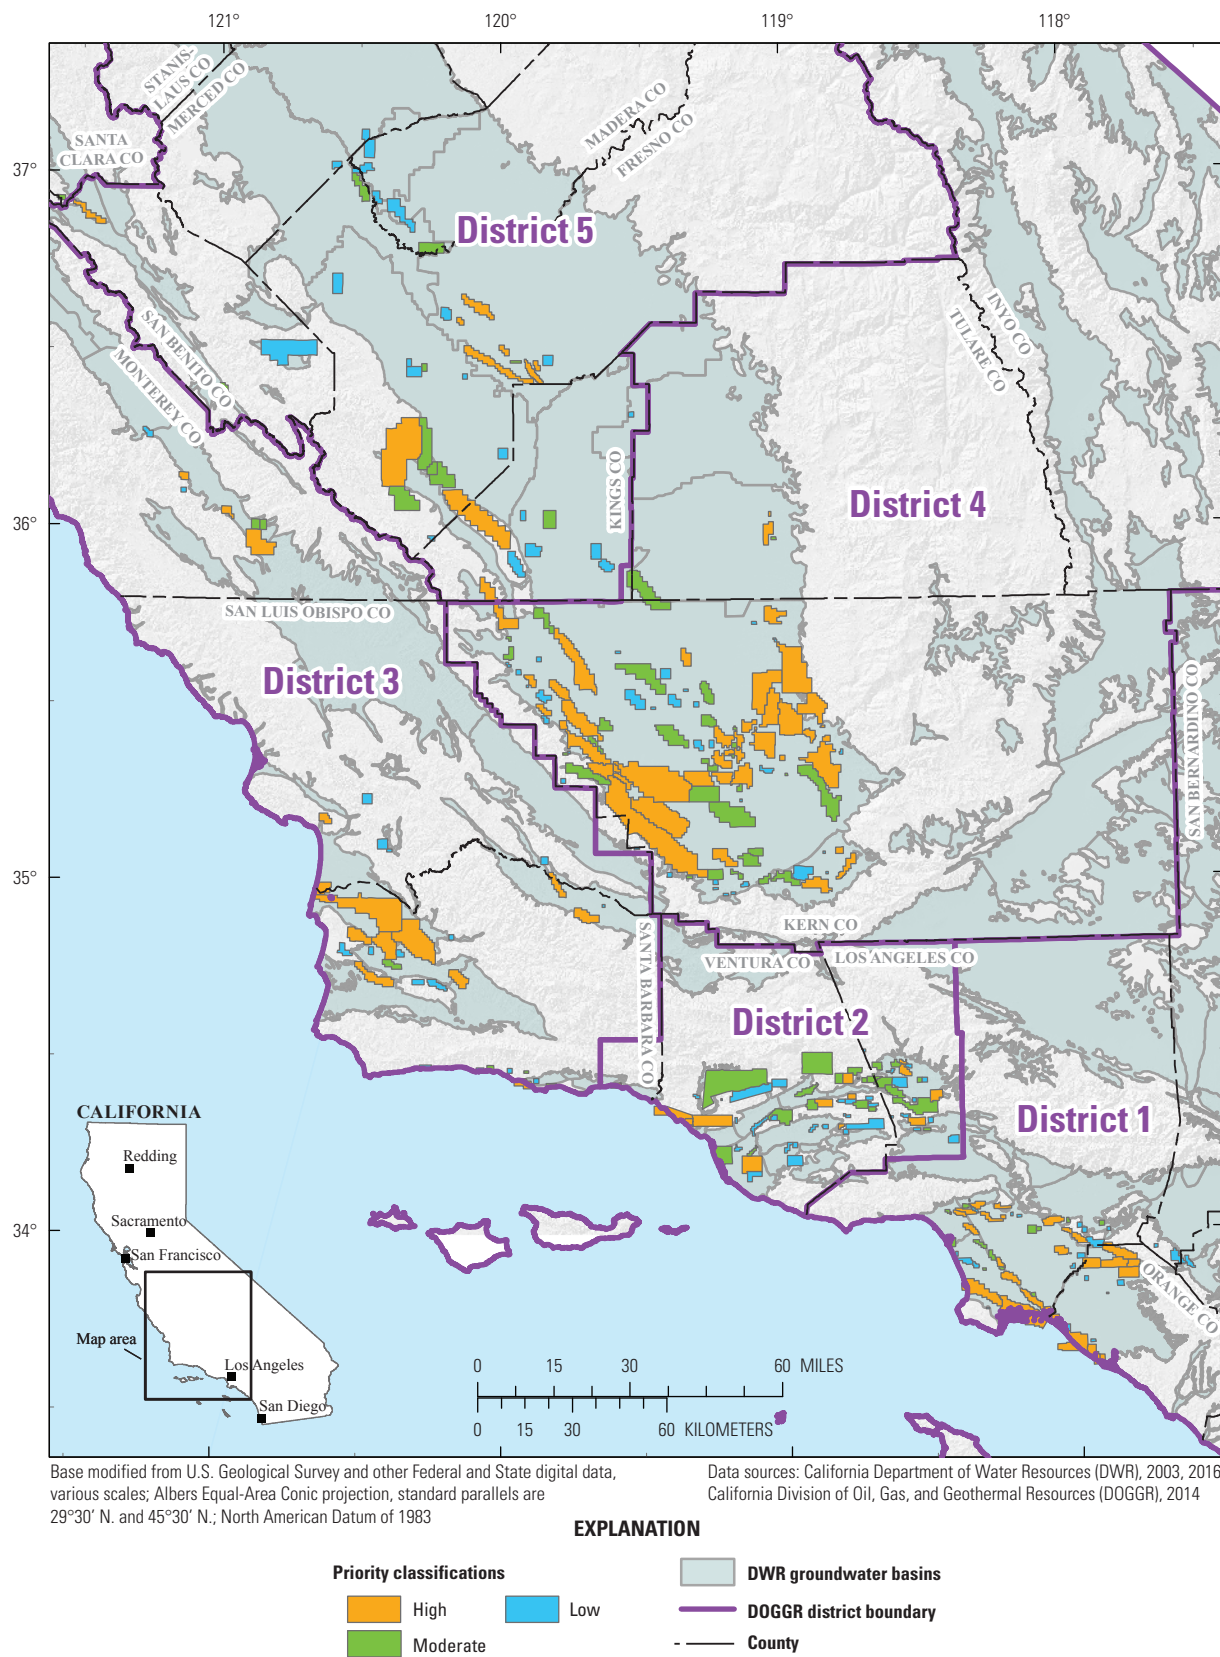 121°
120°
119°
118°
37°
36°
35°
34°
STANIS-
LAUS CO
MERCED CO
SANTA
CLARA CO
MADERA CO
FRESNO CO
District 5
SAN BENITO CO
MONTEREY CO
INYO CO
TULARE CO
KINGS CO
District 4
SAN LUIS OBISPO CO
District 3
SAN BERNARDINO CO
KERN CO
SANTA BARBARA CO
VENTURA CO
LOS ANGELES CO
District 2
District 1
ORANGE CO
CALIFORNIA
Redding
Sacramento
San Francisco
Map area
Los Angeles
San Diego
0 15 30 60 MILES
0 15 30 60 KILOMETERS
Base modified from U.S. Geological Survey and other Federal and State digital data,
various scales; Albers Equal-Area Conic projection, standard parallels are
29°30’ N. and 45°30’ N.; North American Datum of 1983
Data sources: California Department of Water Resources (DWR), 2003, 2016
California Division of Oil, Gas, and Geothermal Resources (DOGGR), 2014
EXPLANATION
Priority classifications
High
Low
Moderate
DWR groundwater basins
DOGGR district boundary
County